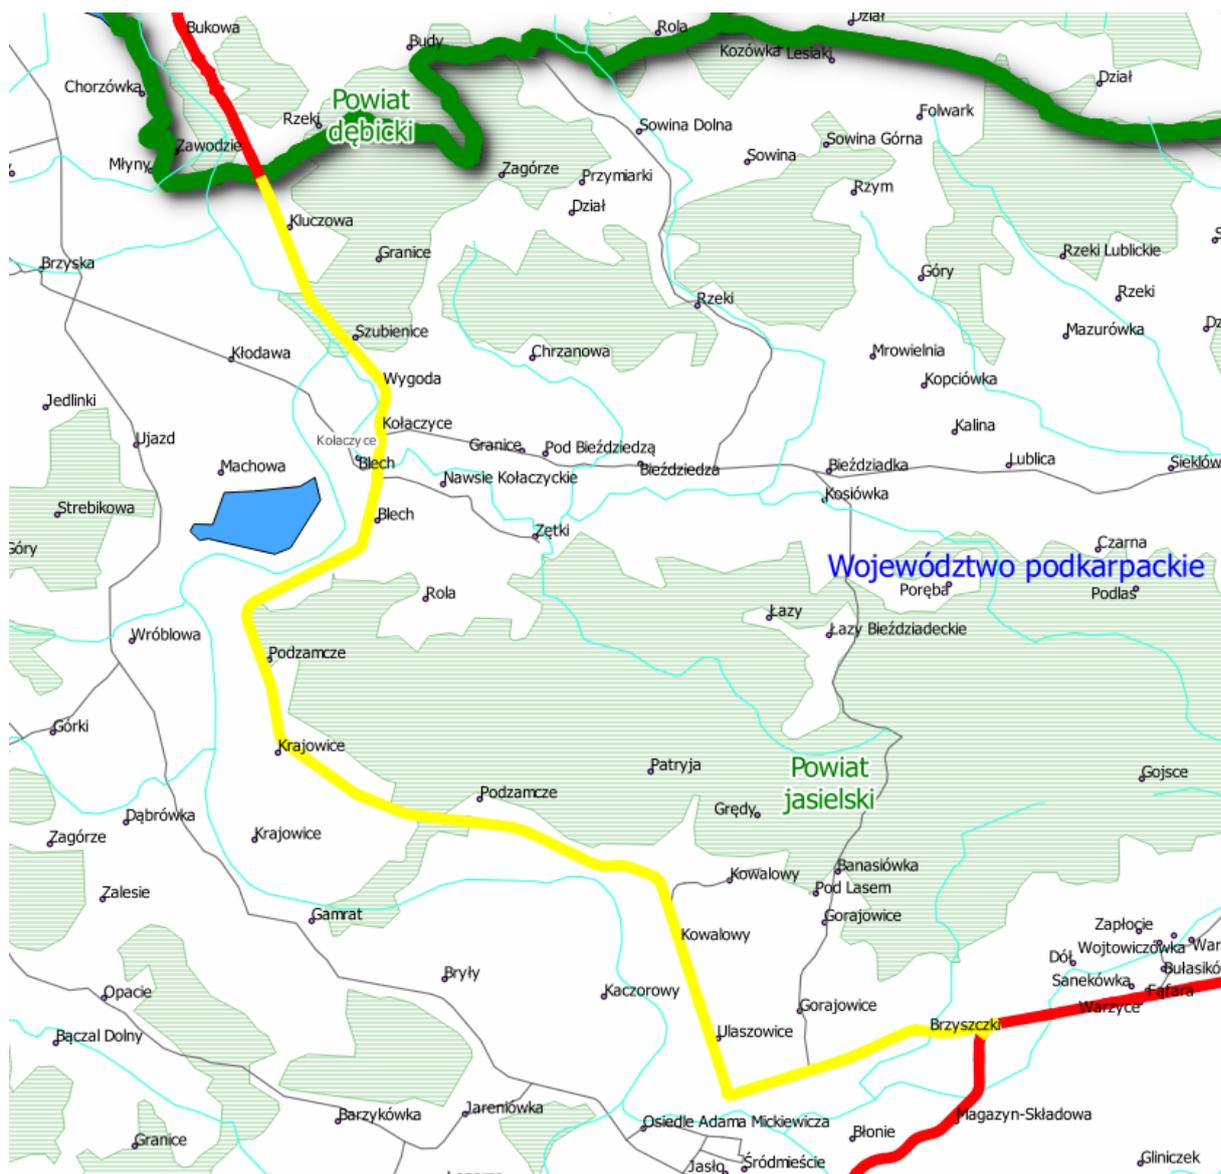 Dział
Bukowa
Rola
Budy
Kozówka
Lesiaki
Dział
Chorzówka
Powiat
dębicki
Rzeki
Folwark
Sowina Dolna
Sowina Górna
Zawodzie
Młyny
Sowina
Zagórze
Przymiarki
Rzym
Dział
Kluczowa
Granice
Rzeki Lublickie
Brzyska
Góry
Rzeki
Rzeki
Szubienice
Mazurówka
Kłodawa
Chrzanowa
Mrowielnia
Wygoda
Kopciówka
Jedlinki
Kołaczyce
Kalina
Ujazd
Kołaczyce
Granice
Pod Bieździedzą
Blech
Machowa
Bieździedza
Bieździadka
Lublica
Nawsie Kołaczyckie
Kosiówka
Strebikowa
Blech
Zętki
Czarna
Województwo podkarpackie
Rola
Poręba
Podlas
Łazy
Wróblowa
Łazy Bieździadeckie
Podzamcze
Górki
Krajowice
Patryja
Powiat
jasielski
Gojsce
Podzamcze
Grędy
Dąbrówka
Zagórze
Krajowice
Banasiówka
Kowalowy
Pod Lasem
Zalesie
Gamrat
Gorajowice
Zapłocie
Kowalowy
Wojtowiczówka
Dół
Bryły
Sanekówka
Opacie
Kaczorowy
Fąfara
Gorajowice
Warzyce
Brzyszczki
Bączal Dolny
Ulaszowice
Barzykówka
Jareniówka
Osiedle Adama Mickiewicza
Magazyn-Składowa
Granice
Błonie
Jasło
Śródmieście
Gliniczek